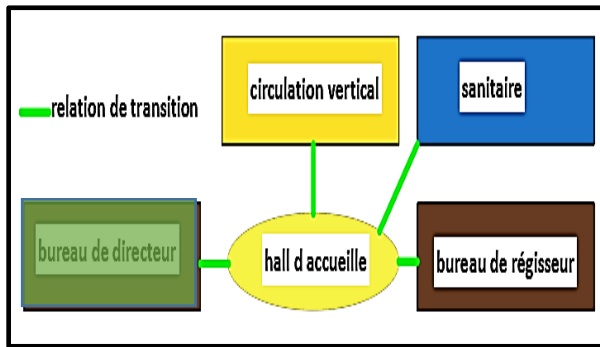 circulation vertical
sanitaire
relation de transition
bureau de directeur
hall d accueille
bureau de régisseur